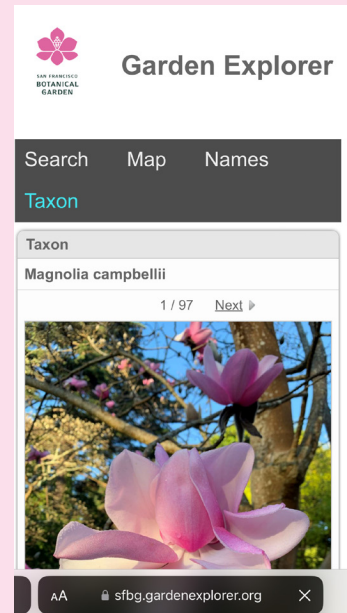 SAN FRANCISCO
BOTANICAL
GARDEN
Garden Explorer
Search Map Names
Taxon
Taxon
Magnolia campbellii
1 / 97 Next
AA sfbg.gardenexplorer.org